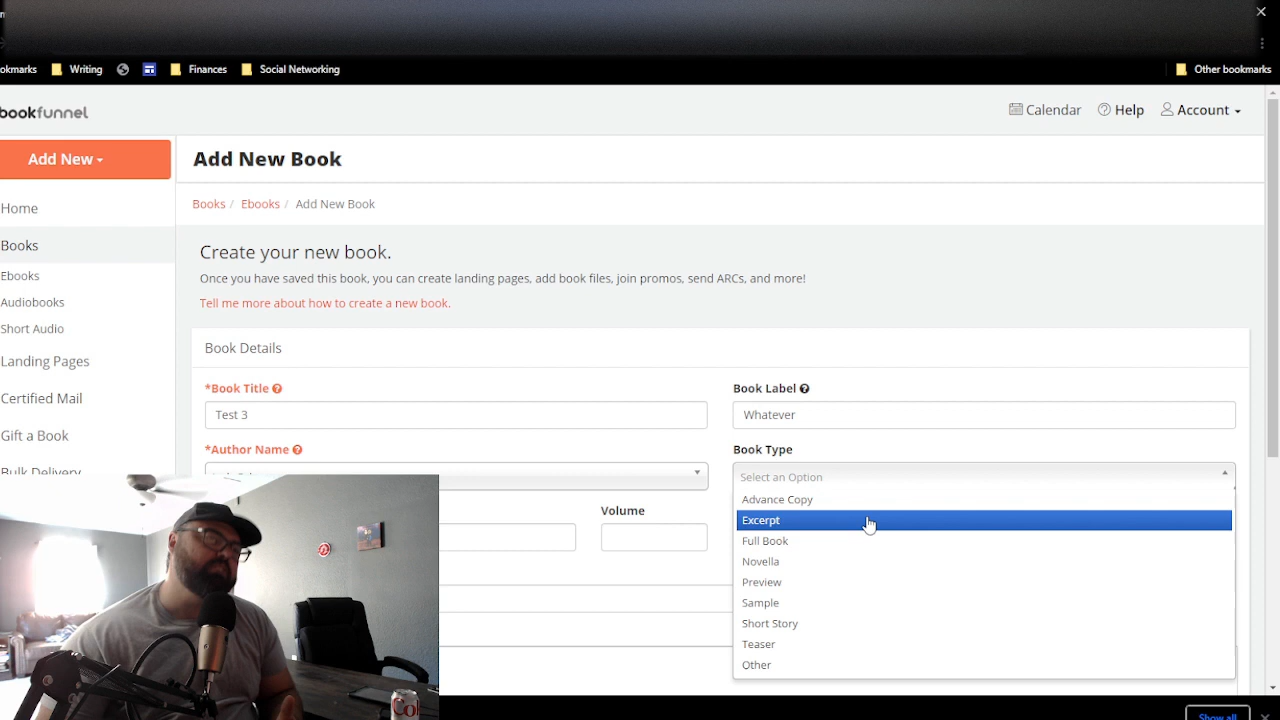 okmarks
Writing
Finances
Social Networking
Other bookmarks
bookfunnel
Calendar
Help
Account
Add New
Add New Book
Home
Books / Ebooks / Add New Book
Books
Create your new book.
Ebooks
Once you have saved this book, you can create landing pages, add book files, join promos, send ARCs, and more!
Audiobooks
Tell me more about how to create a new book.
Short Audio
Landing Pages
Book Details
Certified Mail
*Book Title
Book Label
Test 3
Whatever
Gift a Book
*Author Name
Book Type
Bulk Delivery
Select an Option
Advance Copy
Volume
Excerpt
Full Book
Novella
Preview
Sample
Short Story
Teaser
Other
Show all